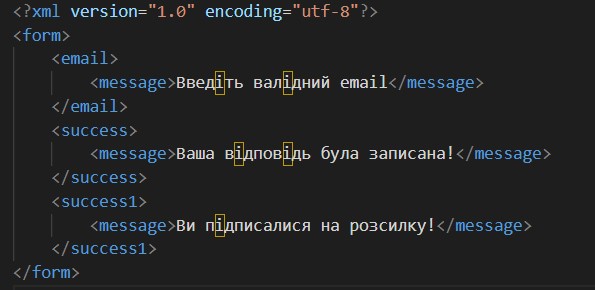 <?xml version="1.0" encoding="utf-8"?>
<form>
<email>
<message>Введіть валідний email</message>
</email>
<success>
<message>Ваша відповідь була записана!</message>
</success>
<success1>
<message>Ви підписалися на розсилку!</message>
</success1>
</form>